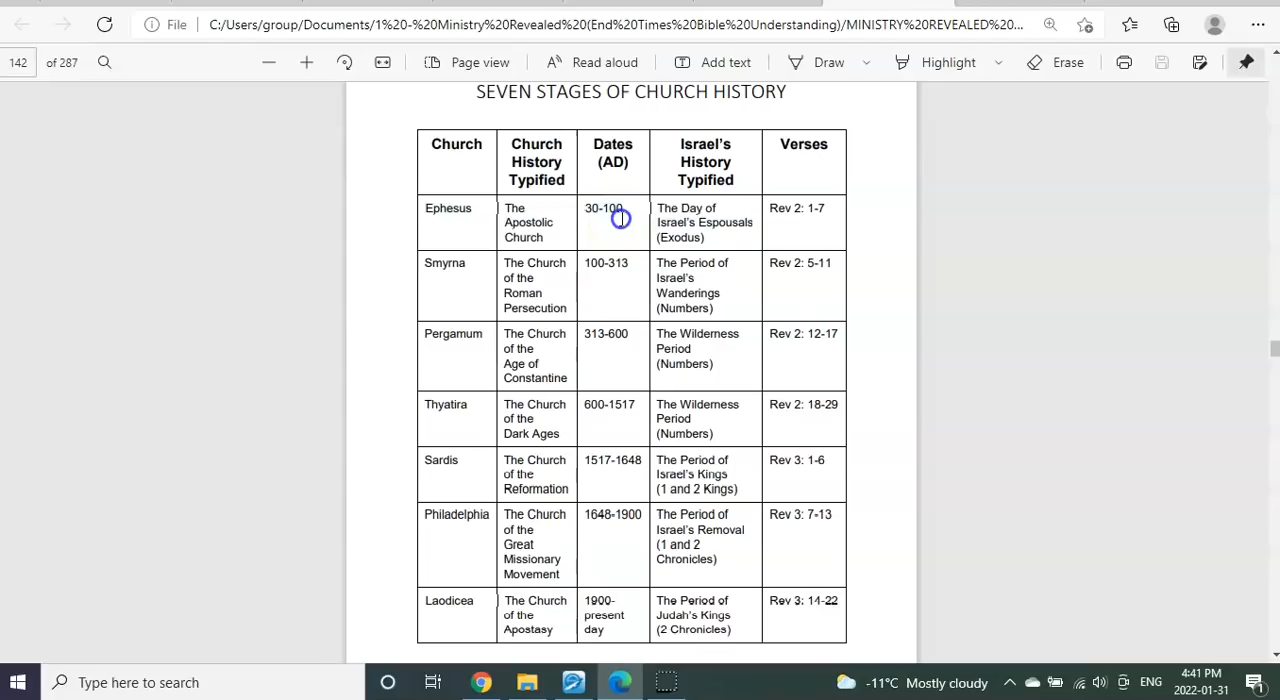 File
C:/Users/group/Documents/1%20-%20Ministry%20Revealed%20(End%20Times%20Bible%20Understanding)/MINISTRY%20REVEALED%20...
142 of 287
Page view
Read aloud
Add text
Draw
Highlight
Erase
SEVEN STAGES OF CHURCH HISTORY
Church
Church
History
Typified
Dates
(AD)
Israel's
History
Typified
Verses
Ephesus
The
Apostolic
Church
30-100
The Day of
Israel's Espousals
(Exodus)
Rev 2: 1-7
Smyrna
The Church
of the
Roman
Persecution
100-313
The Period of
Israel's
Wanderings
(Numbers)
Rev 2: 5-11
Pergamum
The Church
of the
Age of
Constantine
313-600
The Wilderness
Period
(Numbers)
Rev 2: 12-17
Thyatira
The Church
of the
Dark Ages
600-1517
The Wilderness
Period
(Numbers)
Rev 2: 18-29
Sardis
The Church
of the
Reformation
1517-1648
The Period of
Israel's Kings
(1 and 2 Kings)
Rev 3: 1-6
Philadelphia
The Church
of the
Great
Missionary
Movement
1648-1900
The Period of
Israel's Removal
(1 and 2
Chronicles)
Rev 3: 7-13
Laodicea
The Church
of the
Apostasy
1900-
present
day
The Period of
Judah's Kings
(2 Chronicles)
Rev 3: 14-22
Type here to search
-11°C Mostly cloudy
ENG
4:41 PM
2022-01-31